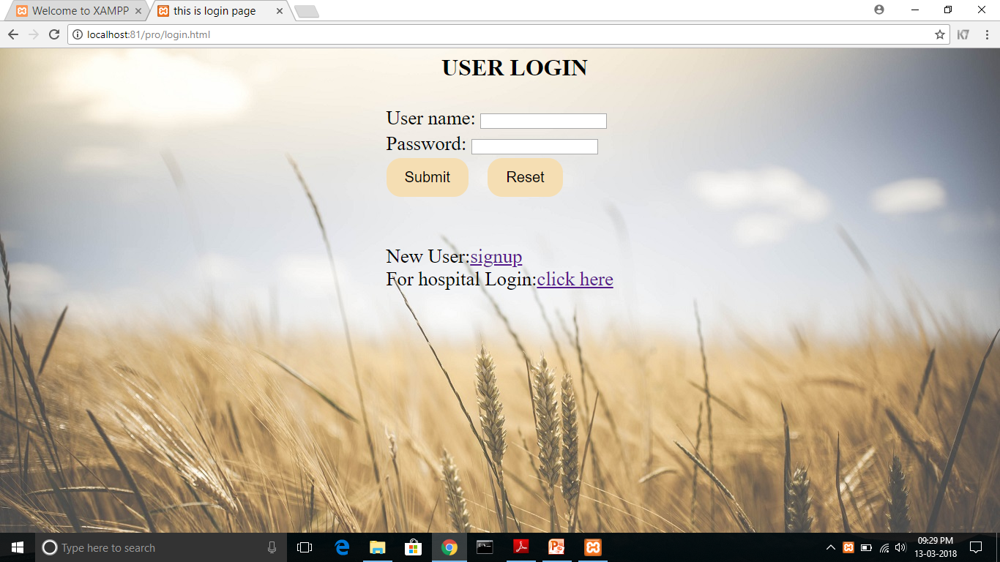 Welcome to XAMPP
this is login page
localhost:81/pro/login.html
K7
USER LOGIN
User name:
Password:
Submit Reset
New User:signup
For hospital Login:click here
Type here to search
09:29 PM
13-03-2018